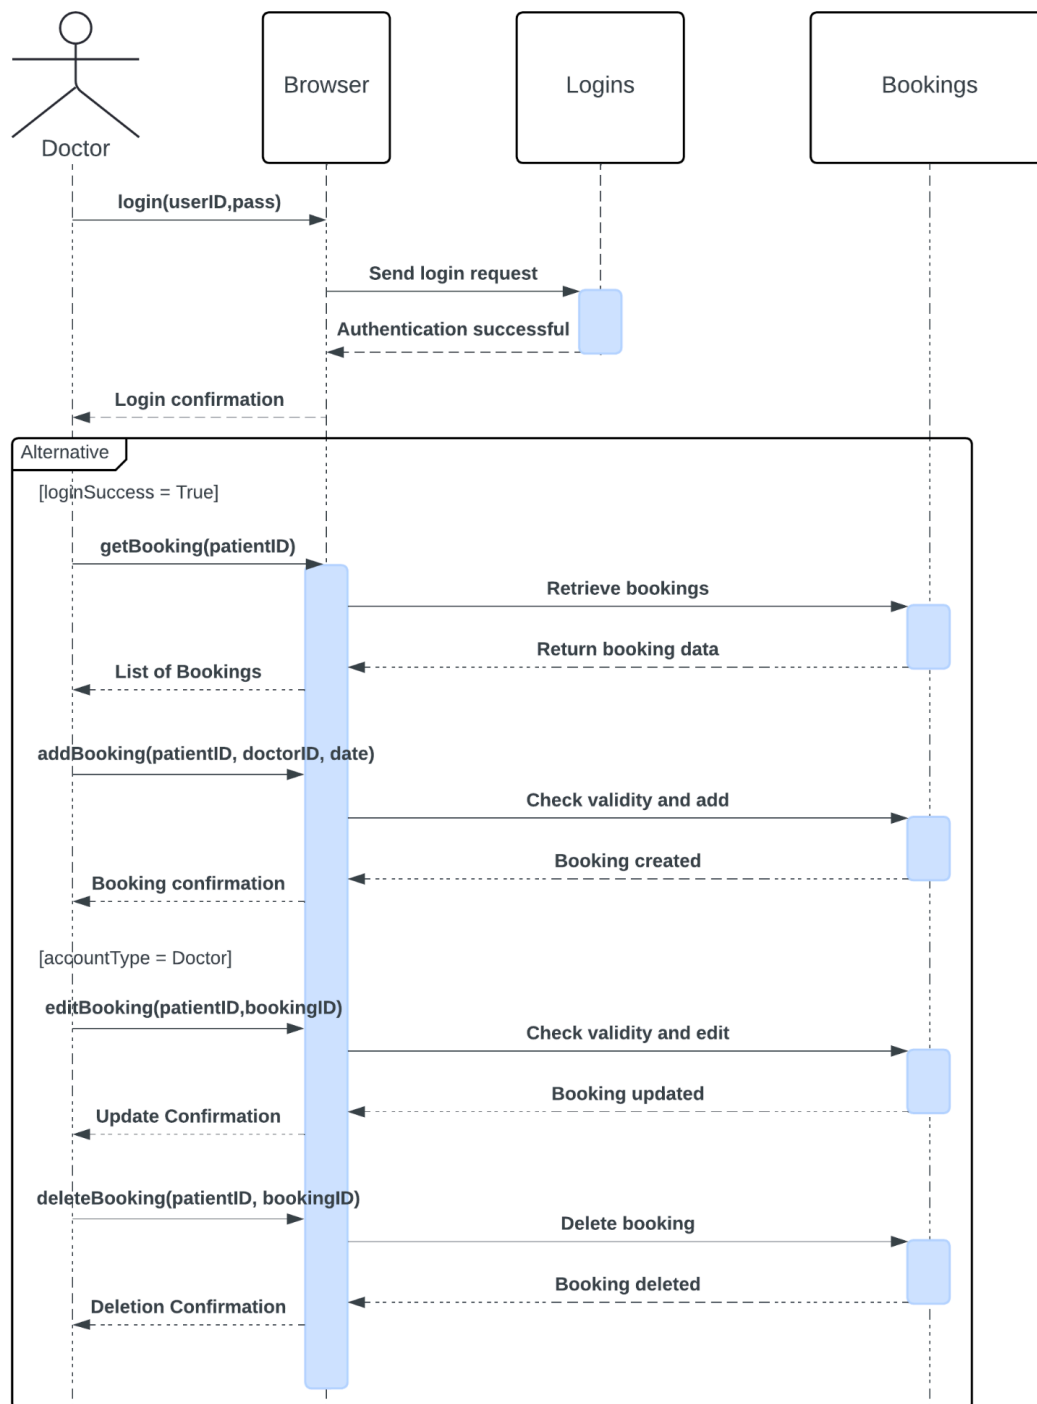 Doctor
Browser
Logins
Bookings
login(userID,pass)
Send login request
Authentication successful
Login confirmation
Alternative
[loginSuccess = True]
getBooking(patientID)
Retrieve bookings
Return booking data
List of Bookings
addBooking(patientID, doctorID, date)
Check validity and add
Booking created
Booking confirmation
[accountType = Doctor]
editBooking(patientID,bookingID)
Check validity and edit
Booking updated
Update Confirmation
deleteBooking(patientID, bookingID)
Delete booking
Booking deleted
Deletion Confirmation